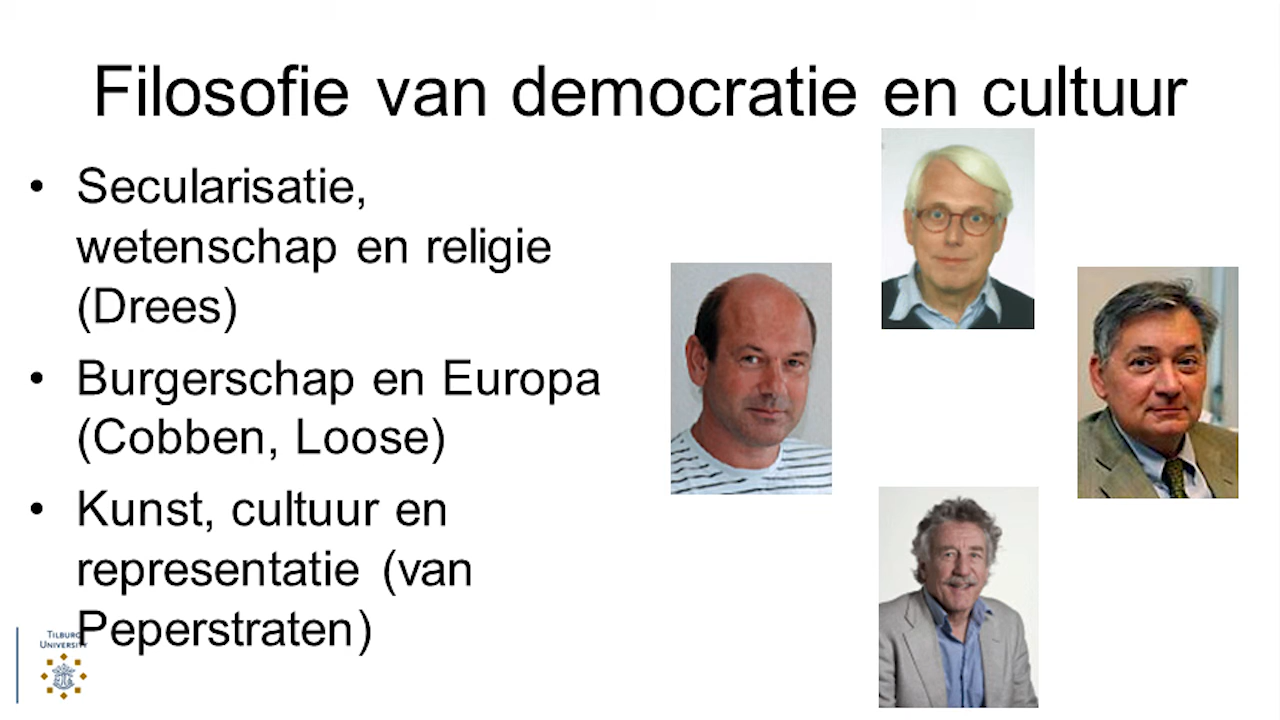 Filosofie van democratie en cultuur
• Secularisatie,
wetenschap en religie
(Drees)
• Burgerschap en Europa
(Cobben, Loose)
• Kunst, cultuur en
representatie (van
Peperstraten)
TILBURG
UNIVERSITY